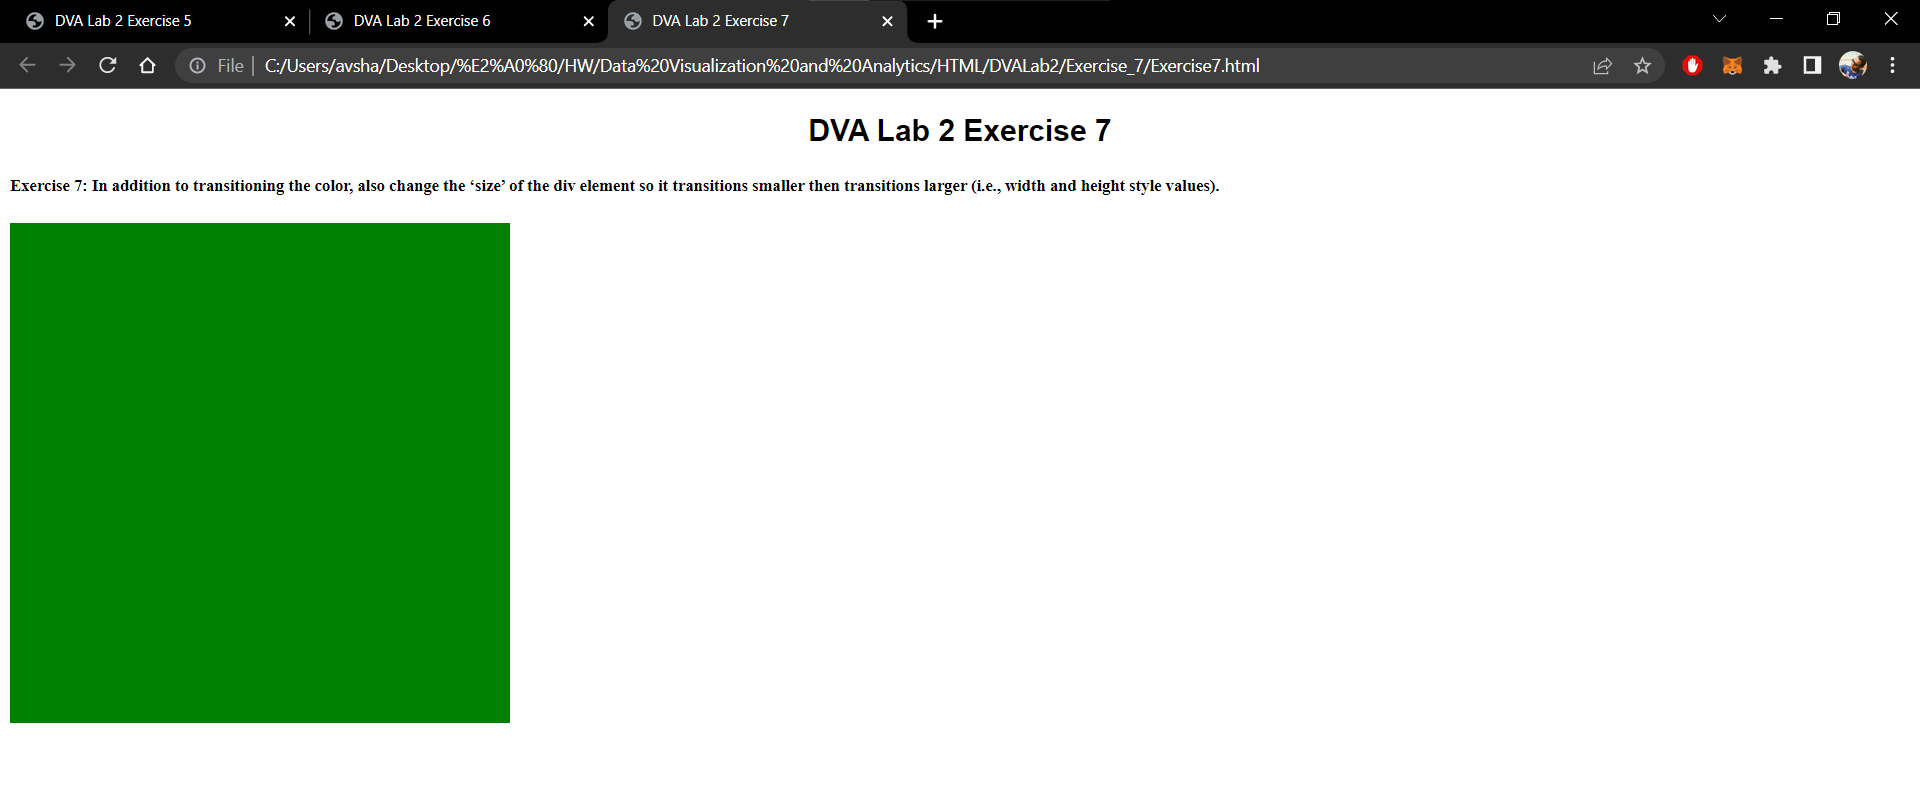 DVA Lab 2 Exercise 5
DVA Lab 2 Exercise 6
DVA Lab 2 Exercise 7
File
C:/Users/avsha/Desktop/%E2%A0%80/HW/Data%20Visualization%20and%20Analytics/HTML/DVALab2/Exercise_7/Exercise7.html
DVA Lab 2 Exercise 7
Exercise 7: In addition to transitioning the color, also change the ‘size’ of the div element so it transitions smaller then transitions larger (i.e., width and height style values).